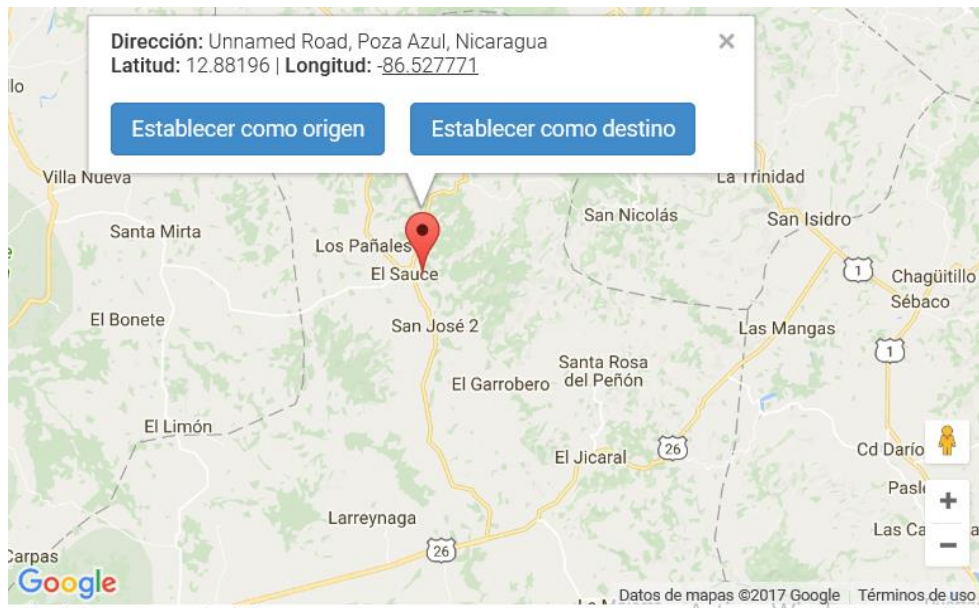 Dirección: Unnamed Road, Poza Azul, Nicaragua
Latitud: 12.88196 | Longitud: -86.527771
Establecer como origen
Establecer como destino
Villa Nueva
La Trinidad
Santa Mirta
San Nicolás
San Isidro
Los Pañales
El Sauce
1
Chagüitillo
Sébaco
El Bonete
San José 2
Las Mangas
1
Santa Rosa
del Peñón
El Garrobero
El Limón
El Jicaral
26
Cd Darío
Larreynaga
26
Google
Datos de mapas ©2017 Google
Términos de uso